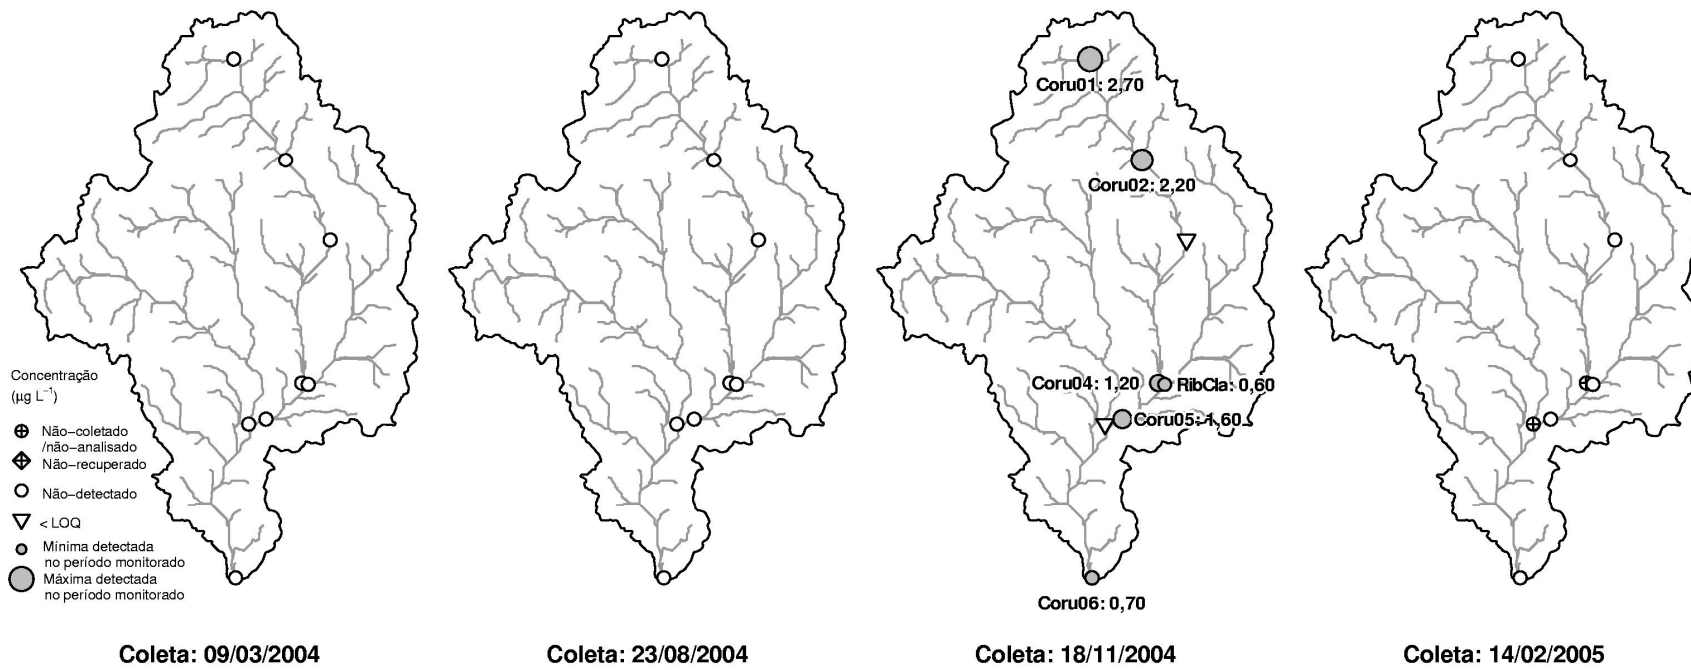 Coru01: 2,70
Coru02: 2,20
Coru04: 1,20
RibCla: 0,60
Coru05: 1,60
Coru06: 0,70
Concentração
(µg L⁻¹)
Não−coletado
/não−analisado
Não−recuperado
Não−detectado
< LOQ
Mínima detectada
no período monitorado
Máxima detectada
no período monitorado
Coleta: 09/03/2004
Coleta: 23/08/2004
Coleta: 18/11/2004
Coleta: 14/02/2005